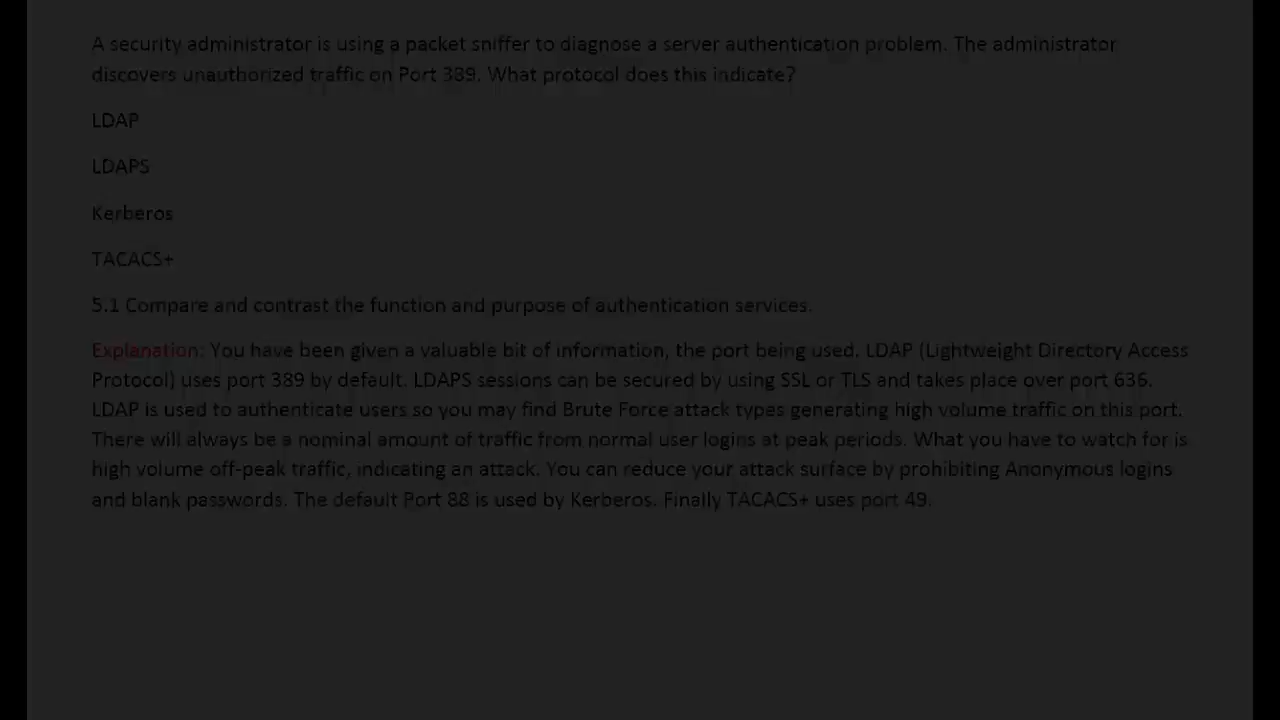 A security administrator is using a packet sniffer to diagnose a server authentication problem. The administrator
discovers unauthorized traffic on Port 389. What protocol does this indicate?
LDAP
LDAPS
Kerberos
TACACS+
5.1 Compare and contrast the function and purpose of authentication services.
Explanation: You have been given a valuable bit of information, the port being used. LDAP (Lightweight Directory Access
Protocol) uses port 389 by default. LDAPS sessions can be secured by using SSL or TLS and takes place over port 636.
LDAP is used to authenticate users so you may find Brute Force attack types generating high volume traffic on this port.
There will always be a nominal amount of traffic from normal user logins at peak periods. What you have to watch for is
high volume off-peak traffic, indicating an attack. You can reduce your attack surface by prohibiting Anonymous logins
and blank passwords. The default Port 88 is used by Kerberos. Finally TACACS+ uses port 49.